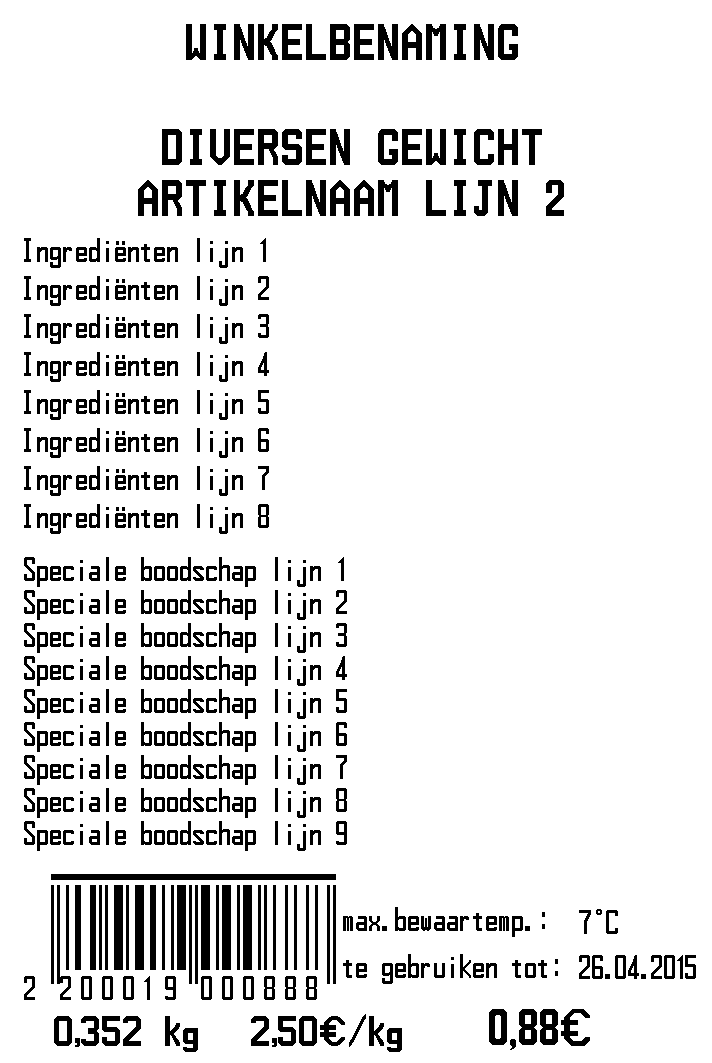 WINKELBENAMING
DIVERSEN GEWICHT
ARTIKELNAAM LIJN 2
Ingrediënten lijn 1
Ingrediënten lijn 2
Ingrediënten lijn 3
Ingrediënten lijn 4
Ingrediënten lijn 5
Ingrediënten lijn 6
Ingrediënten lijn 7
Ingrediënten lijn 8
Speciale boodschap lijn 1
Speciale boodschap lijn 2
Speciale boodschap lijn 3
Speciale boodschap lijn 4
Speciale boodschap lijn 5
Speciale boodschap lijn 6
Speciale boodschap lijn 7
Speciale boodschap lijn 8
Speciale boodschap lijn 9
max.bewaartemp.: 7°C
te gebruiken tot: 26.04.2015
2 200019 000888
0,352 kg 2,50€/kg 0,88€